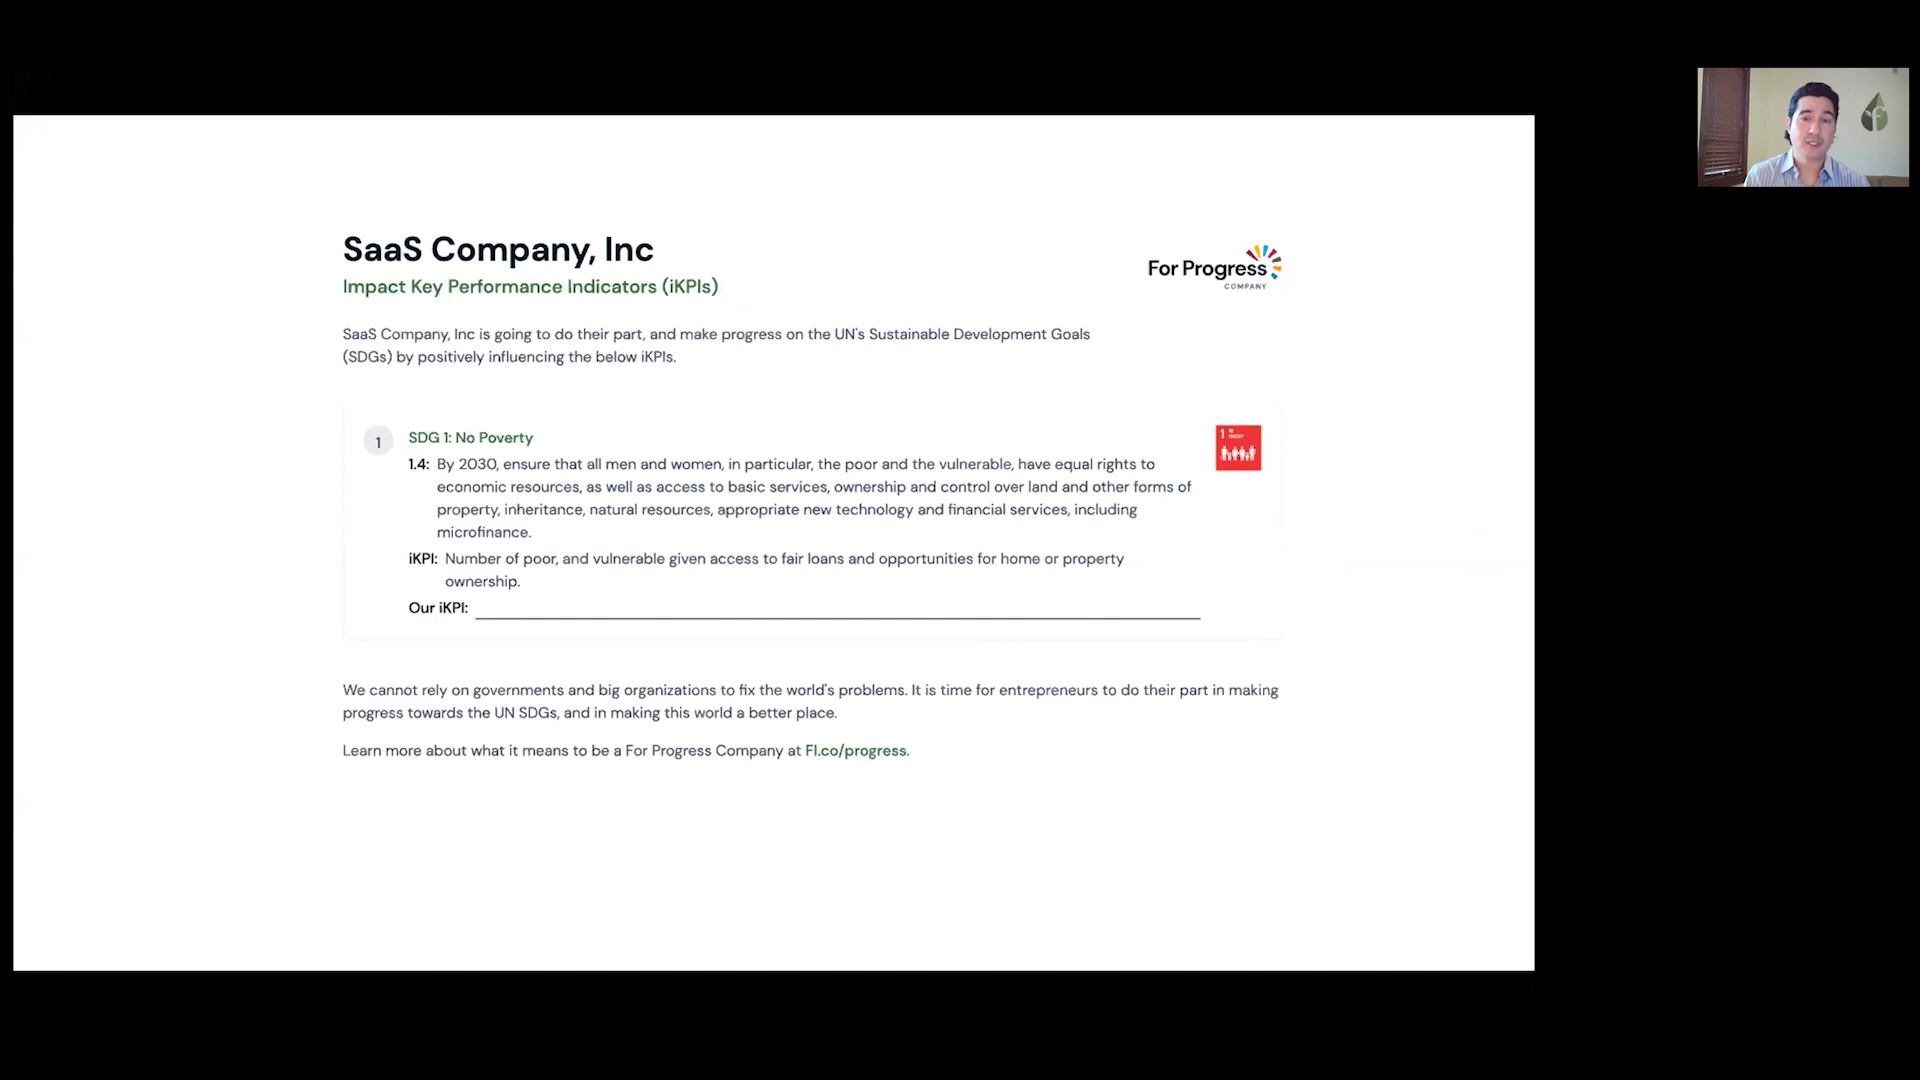 SaaS Company, Inc
Impact Key Performance Indicators (iKPIs)
For Progress
COMPANY
SaaS Company, Inc is going to do their part, and make progress on the UN's Sustainable Development Goals
(SDGs) by positively influencing the below iKPIs.
1
SDG 1: No Poverty
1.4: By 2030, ensure that all men and women, in particular, the poor and the vulnerable, have equal rights to
economic resources, as well as access to basic services, ownership and control over land and other forms of
property, inheritance, natural resources, appropriate new technology and financial services, including
microfinance.
iKPI: Number of poor, and vulnerable given access to fair loans and opportunities for home or property
ownership.
Our iKPI:
1 NO
POVERTY
We cannot rely on governments and big organizations to fix the world's problems. It is time for entrepreneurs to do their part in making
progress towards the UN SDGs, and in making this world a better place.
Learn more about what it means to be a For Progress Company at FI.co/progress.